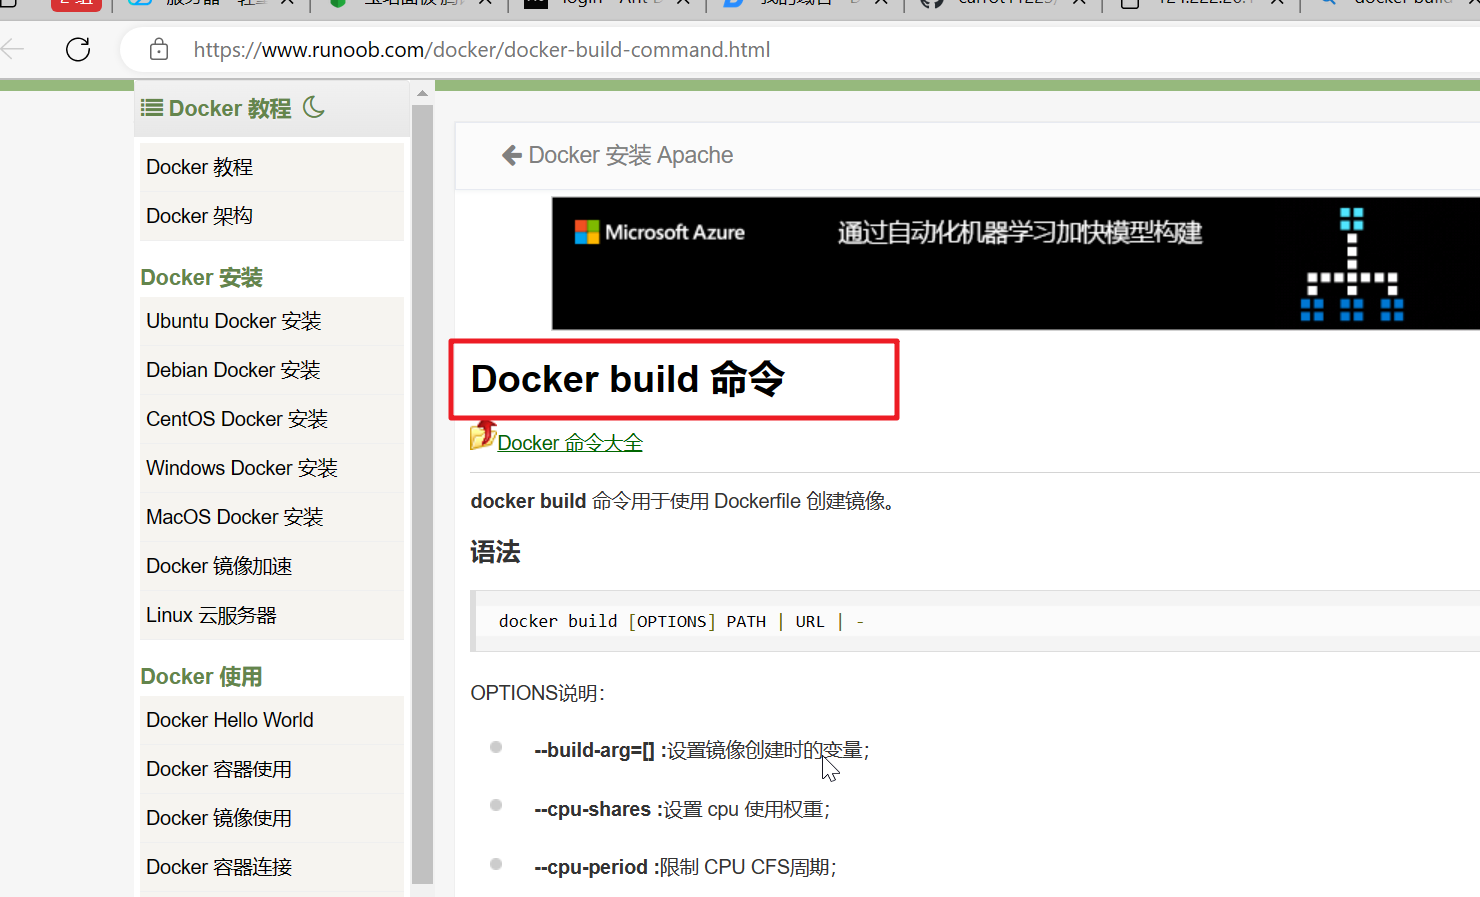 https://www.runoob.com/docker/docker-build-command.html
Docker 教程
Docker 教程
Docker 架构
Docker 安装
Ubuntu Docker 安装
Debian Docker 安装
CentOS Docker 安装
Windows Docker 安装
MacOS Docker 安装
Docker 镜像加速
Linux 云服务器
Docker 使用
Docker Hello World
Docker 容器使用
Docker 镜像使用
Docker 容器连接
Docker 安装 Apache
Microsoft Azure
通过自动化机器学习加快模型构建
Docker build 命令
Docker 命令大全
docker build 命令用于使用 Dockerfile 创建镜像。
语法
docker build [OPTIONS] PATH | URL | -
OPTIONS说明：
--build-arg=[] :设置镜像创建时的变量；
--cpu-shares :设置 cpu 使用权重；
--cpu-period :限制 CPU CFS周期；